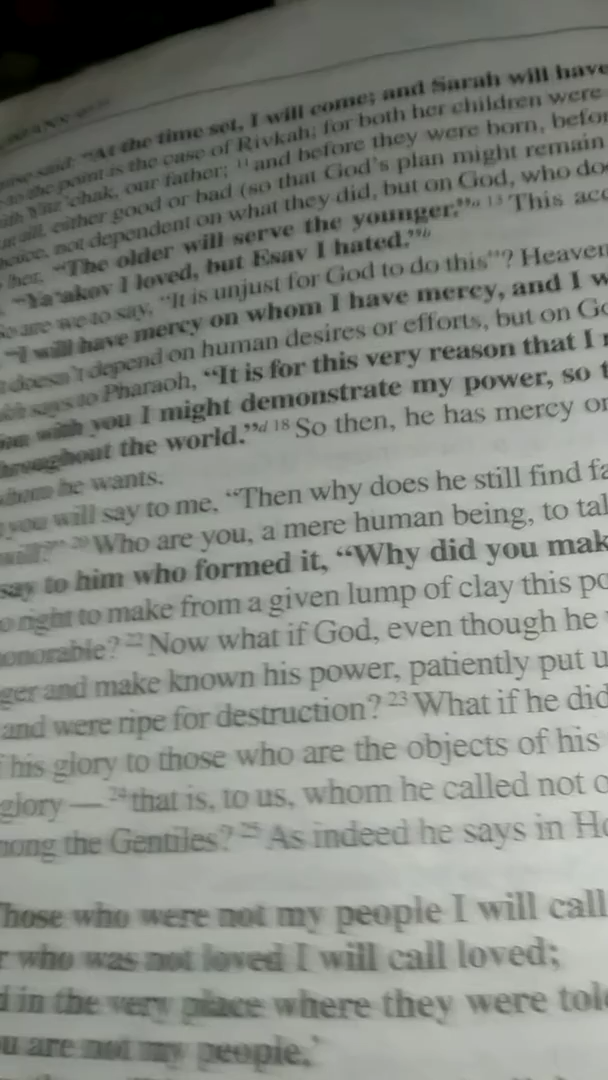 said: "At the time set, I will come; and Sarah will have
to the point is the case of Rivkah; for both her children were
Yitz'chak, our father; 11 and before they were born, befor
all, either good or bad (so that God's plan might remain
not dependent on what they did, but on God, who do
her, "The older will serve the younger."a 13 This acc
"Ya'akov I loved, but Esav I hated."b
are we to say, "It is unjust for God to do this"? Heaven
"I will have mercy on whom I have mercy, and I w
doesn't depend on human desires or efforts, but on Go
says to Pharaoh, "It is for this very reason that I r
with you I might demonstrate my power, so t
hroughout the world."d 18 So then, he has mercy on
whom he wants.
you will say to me, "Then why does he still find fa
will?" 20 Who are you, a mere human being, to tal
say to him who formed it, "Why did you mak
o right to make from a given lump of clay this po
onorable? 22 Now what if God, even though he
ger and make known his power, patiently put u
and were ripe for destruction? 23 What if he did
his glory to those who are the objects of his
glory — 24 that is, to us, whom he called not o
mong the Gentiles? 25 As indeed he says in Ho
Those who were not my people I will call
r who was not loved I will call loved;
d in the very place where they were told
u are not my people,'